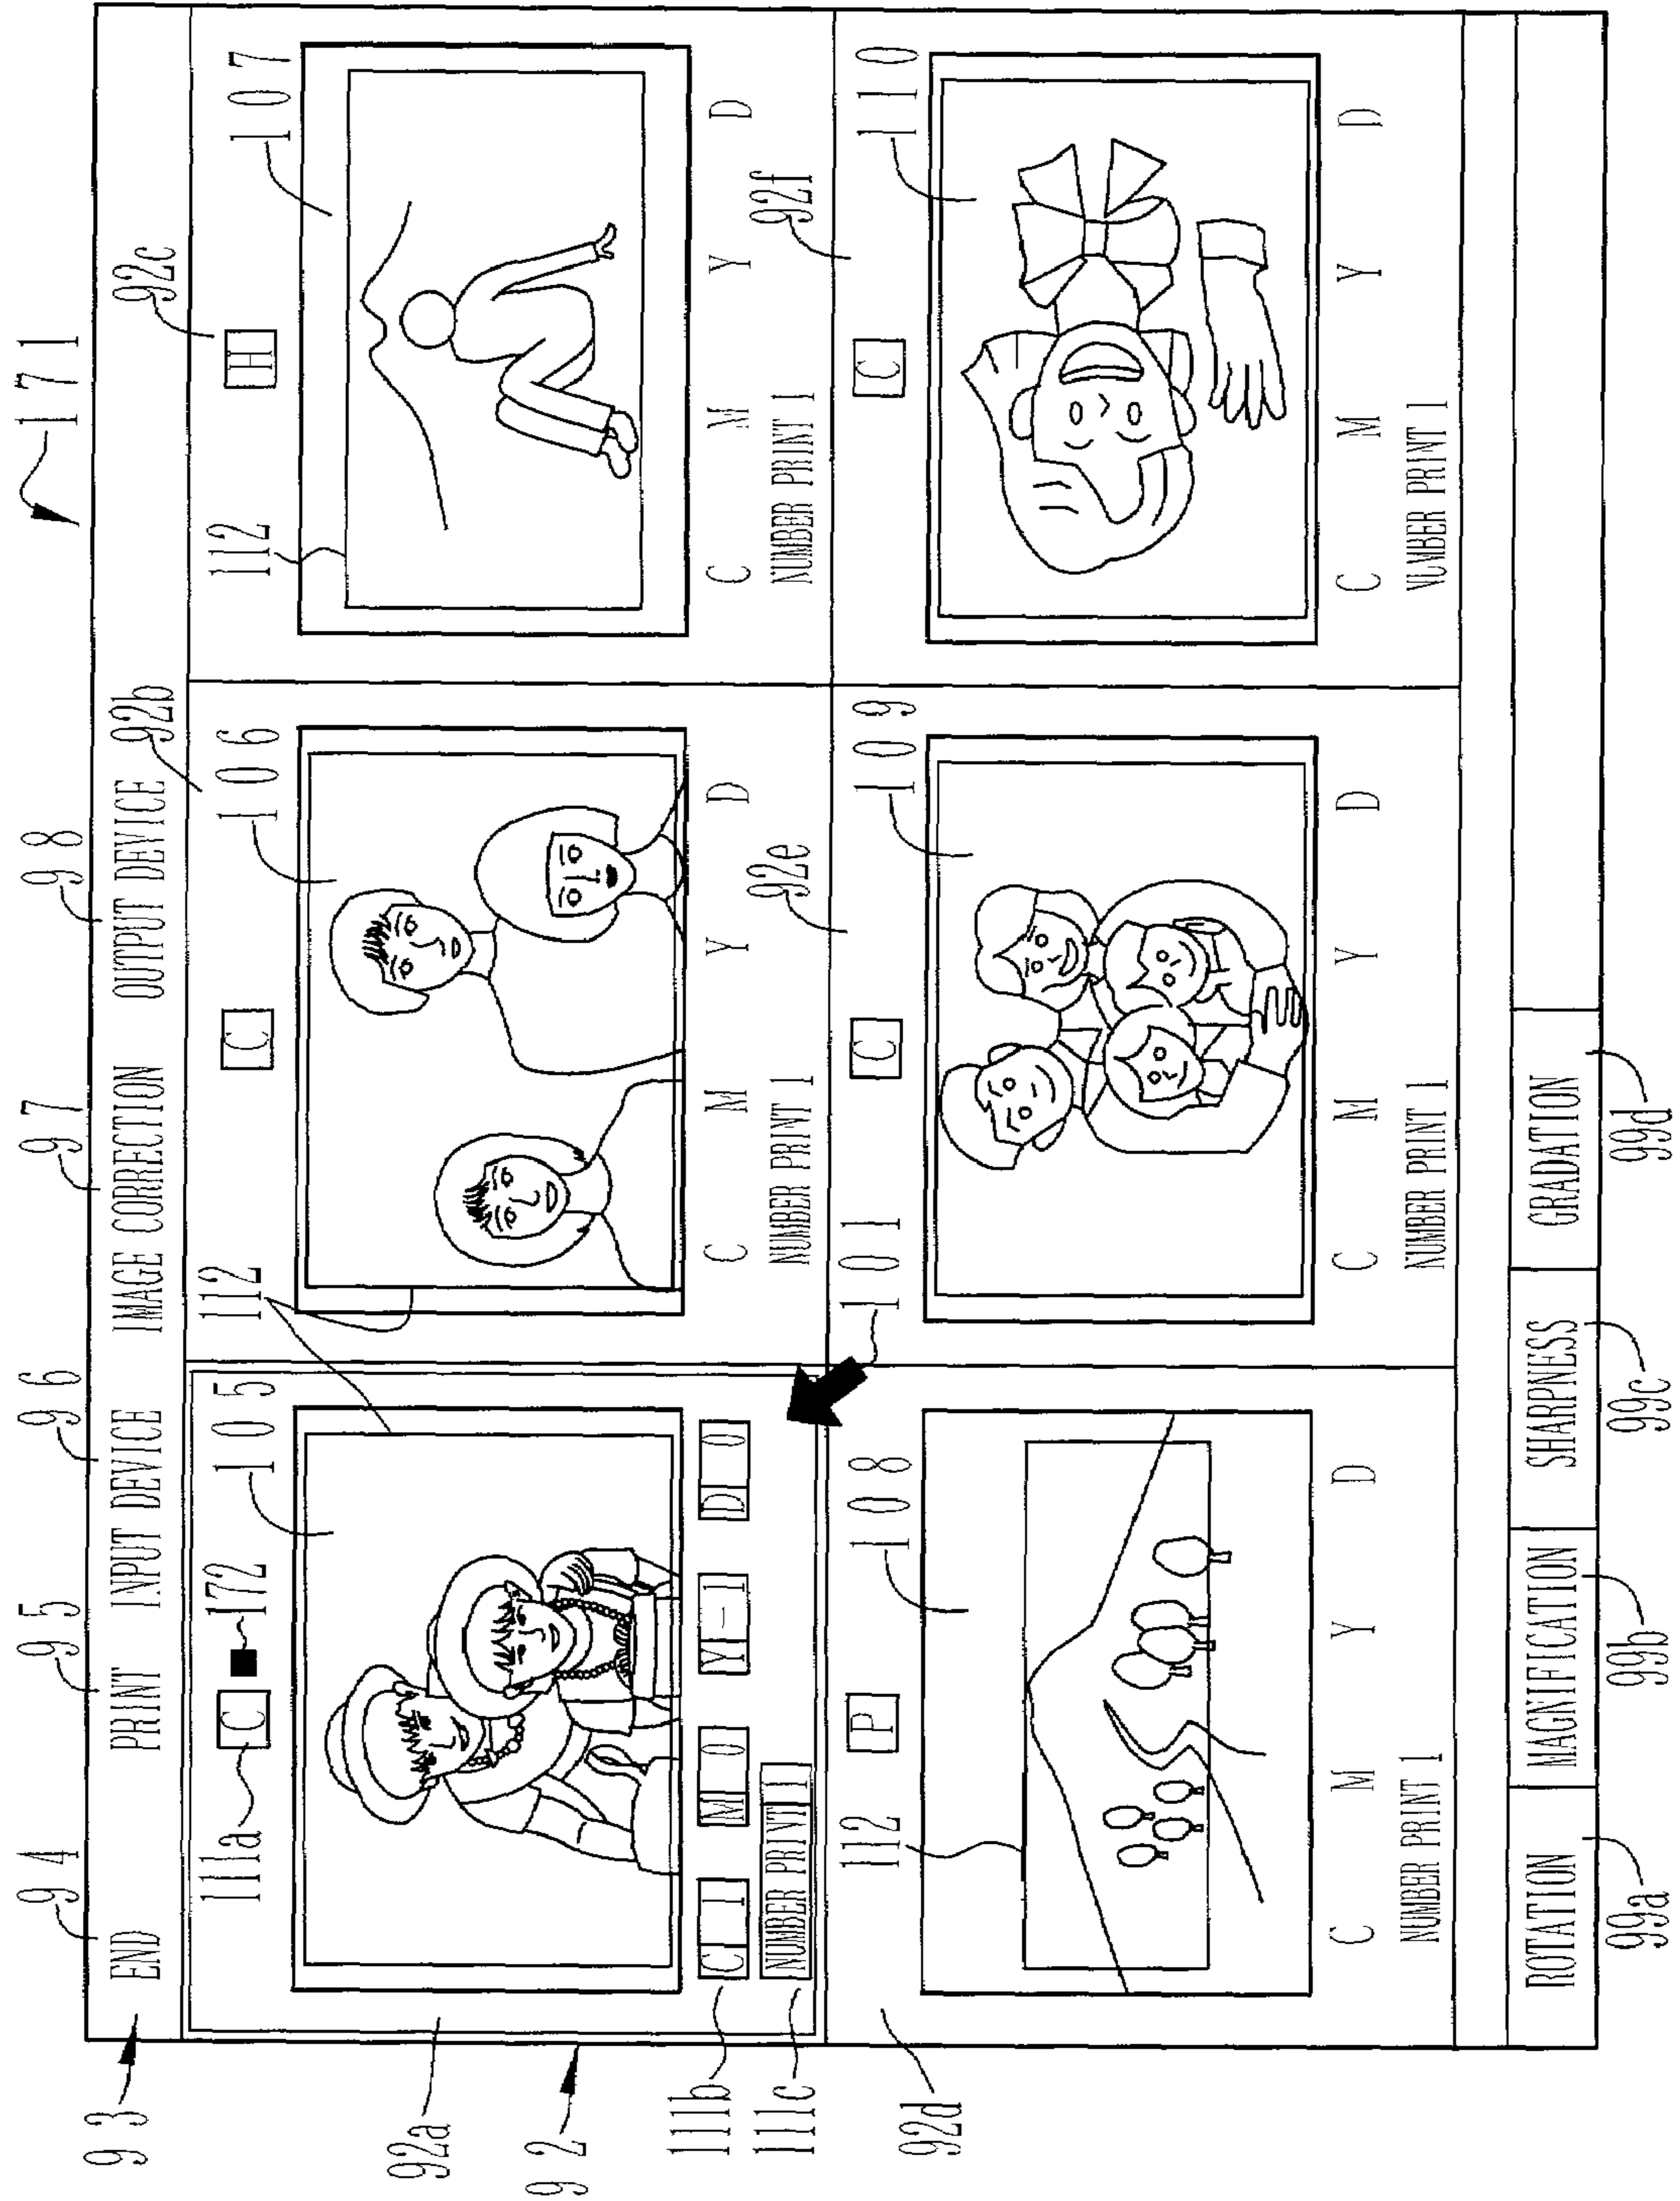 171
94 95 96 97 98
93 END PRINT INPUT DEVICE IMAGE CORRECTION OUTPUT DEVICE
92b 92c
111a 172 105 112 106 112 107
C C H
92a
92
111b C 1 M 0 Y -1 D 0
C M Y D
C M Y D
111c NUMBER PRINT 1
NUMBER PRINT 1
NUMBER PRINT 1
101 92e 92f
112 108 109 110
P C C
92d
C M Y D
C M Y D
C M Y D
NUMBER PRINT 1
NUMBER PRINT 1
NUMBER PRINT 1
ROTATION MAGNIFICATION SHARPNESS GRADATION
99a 99b 99c 99d